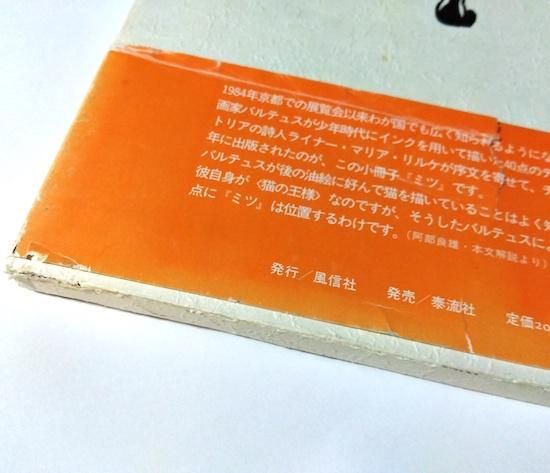 1984年京都での展覧会以来わが国でも広く知られるようにな
画家バルテュスが少年時代にインクを用いて描いた40点のデ
トリアの詩人ライナー・マリア・リルケが序文を寄せて、テ
年に出版されたのが、この小冊子『ミツ』です。
バルテュスが後の油絵に好んで猫を描いていることはよく知
彼自身が〈猫の王様〉なのですが、そうしたバルテュスに
点に『ミツ』は位置するわけです。(阿部良雄・本文解説より)
発行/風信社 発売/泰流社 定価20